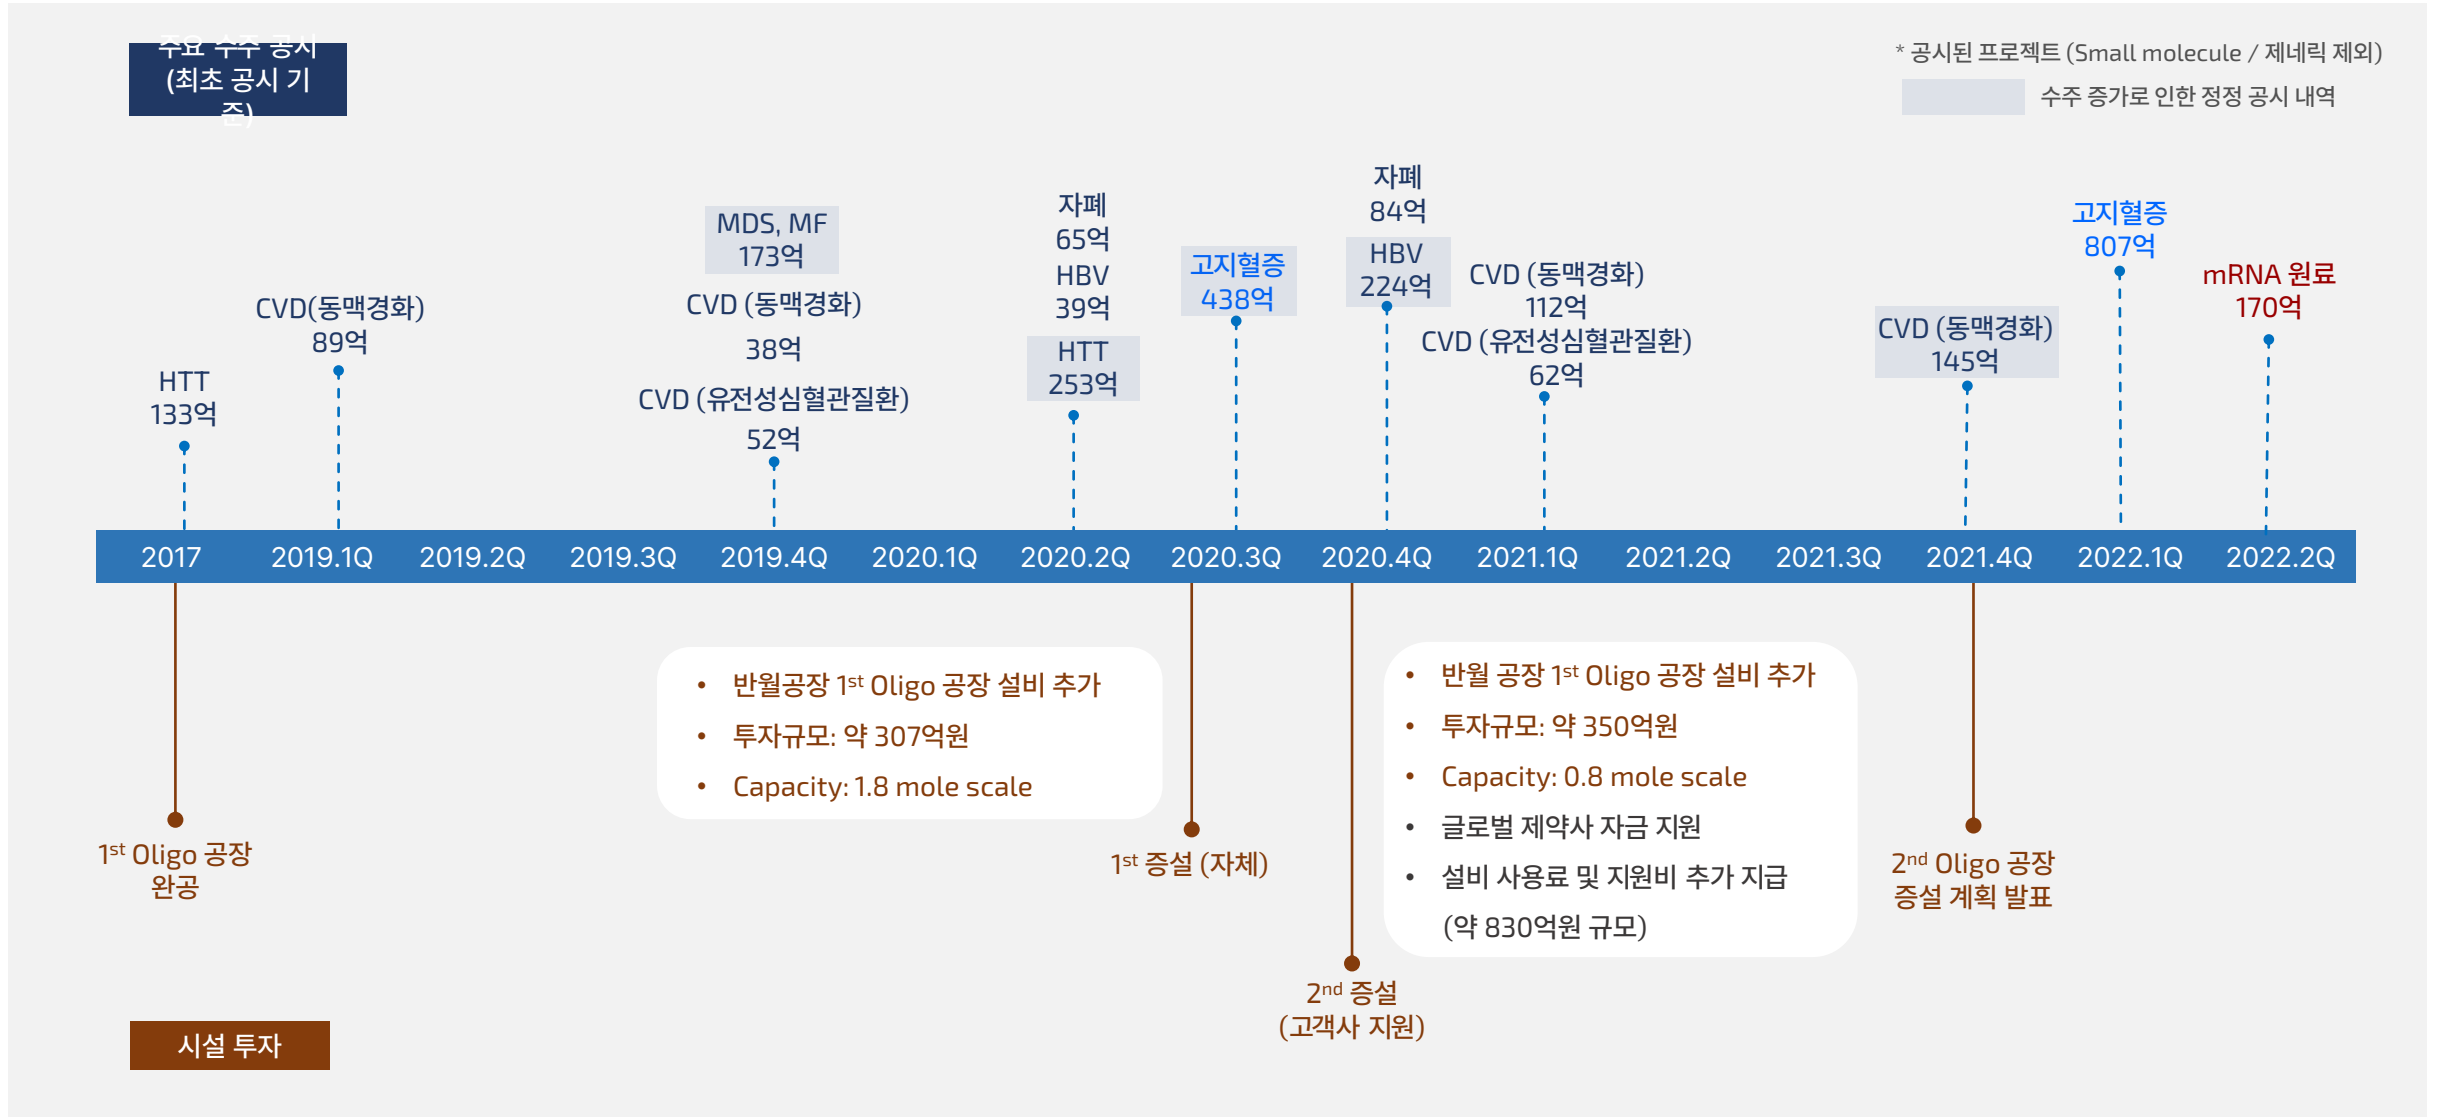 주요 수주 공시
(최초 공시 기
준)
* 공시된 프로젝트 (Small molecule / 제네릭 제외)
수주 증가로 인한 정정 공시 내역
HTT
133억
CVD(동맥경화)
89억
MDS, MF
173억
CVD (동맥경화)
38억
CVD (유전성심혈관질환)
52억
자폐
65억
HBV
39억
HTT
253억
고지혈증
438억
자폐
84억
HBV
224억
CVD (동맥경화)
112억
CVD (유전성심혈관질환)
62억
CVD (동맥경화)
145억
고지혈증
807억
mRNA 원료
170억
2017 2019.1Q 2019.2Q 2019.3Q 2019.4Q 2020.1Q 2020.2Q 2020.3Q 2020.4Q 2021.1Q 2021.2Q 2021.3Q 2021.4Q 2022.1Q 2022.2Q
1st Oligo 공장
완공
• 반월공장 1st Oligo 공장 설비 추가
• 투자규모: 약 307억원
• Capacity: 1.8 mole scale
1st 증설 (자체)
• 반월 공장 1st Oligo 공장 설비 추가
• 투자규모: 약 350억원
• Capacity: 0.8 mole scale
• 글로벌 제약사 자금 지원
• 설비 사용료 및 지원비 추가 지급
(약 830억원 규모)
2nd 증설
(고객사 지원)
2nd Oligo 공장
증설 계획 발표
시설 투자